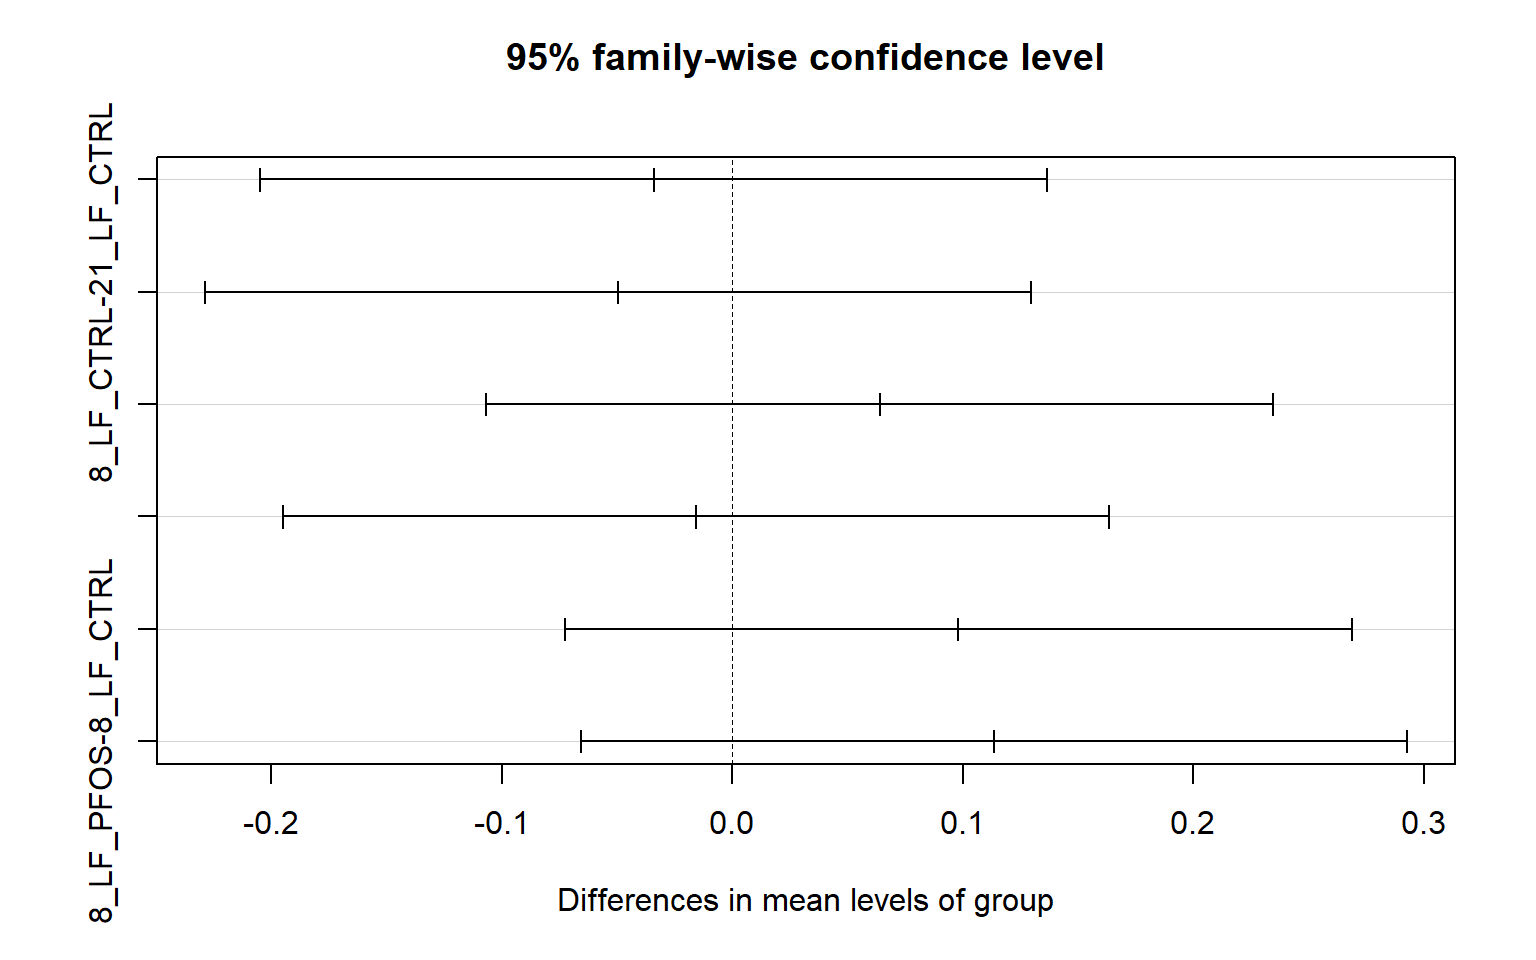 95% family-wise confidence level
8_LF_CTRL-21_LF_CTRL
8_LF_PFOS-8_LF_CTRL
-0.2 -0.1 0.0 0.1 0.2 0.3
Differences in mean levels of group